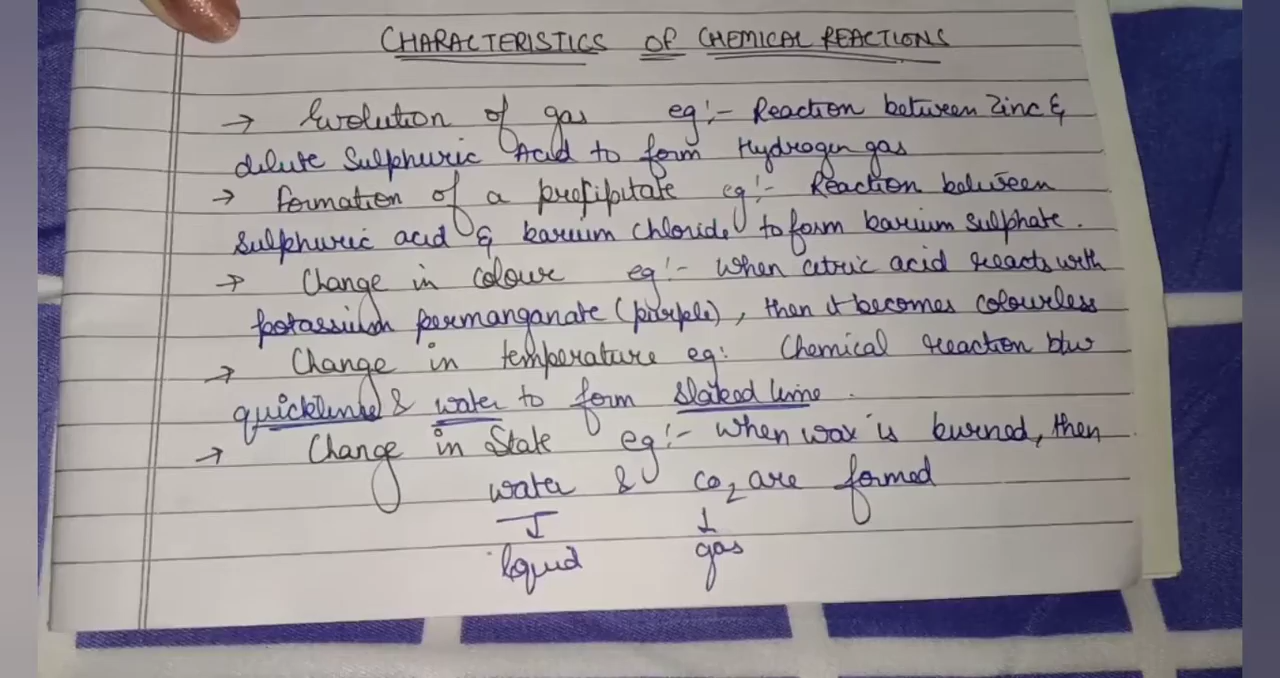 CHARACTERISTICS OF CHEMICAL REACTIONS
→ Evolution of gas eg:- Reaction between Zinc &
dilute Sulphuric Acid to form Hydrogen gas
→ Formation of a prefipitate eg:- Reaction between
Sulphuric acid & barium chloride to form barium sulphate.
→ Change in colour eg:- When citric acid reacts with
potassium permanganate (purple), then it becomes colourless
→ Change in temperature eg: Chemical reaction btw
quicklime & water to form slaked lime.
→ Change in State eg:- When wax is burned, then
water & CO2 are formed
↓ ↓
liquid gas